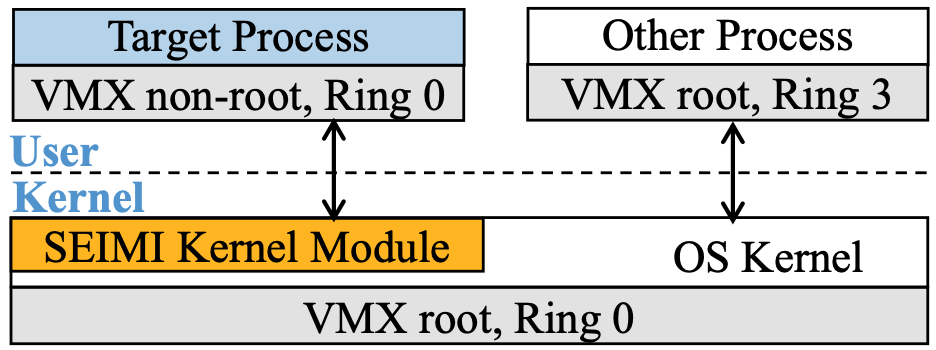 Target Process
VMX non-root, Ring 0
Other Process
VMX root, Ring 3
User
Kernel
SEIMI Kernel Module
OS Kernel
VMX root, Ring 0